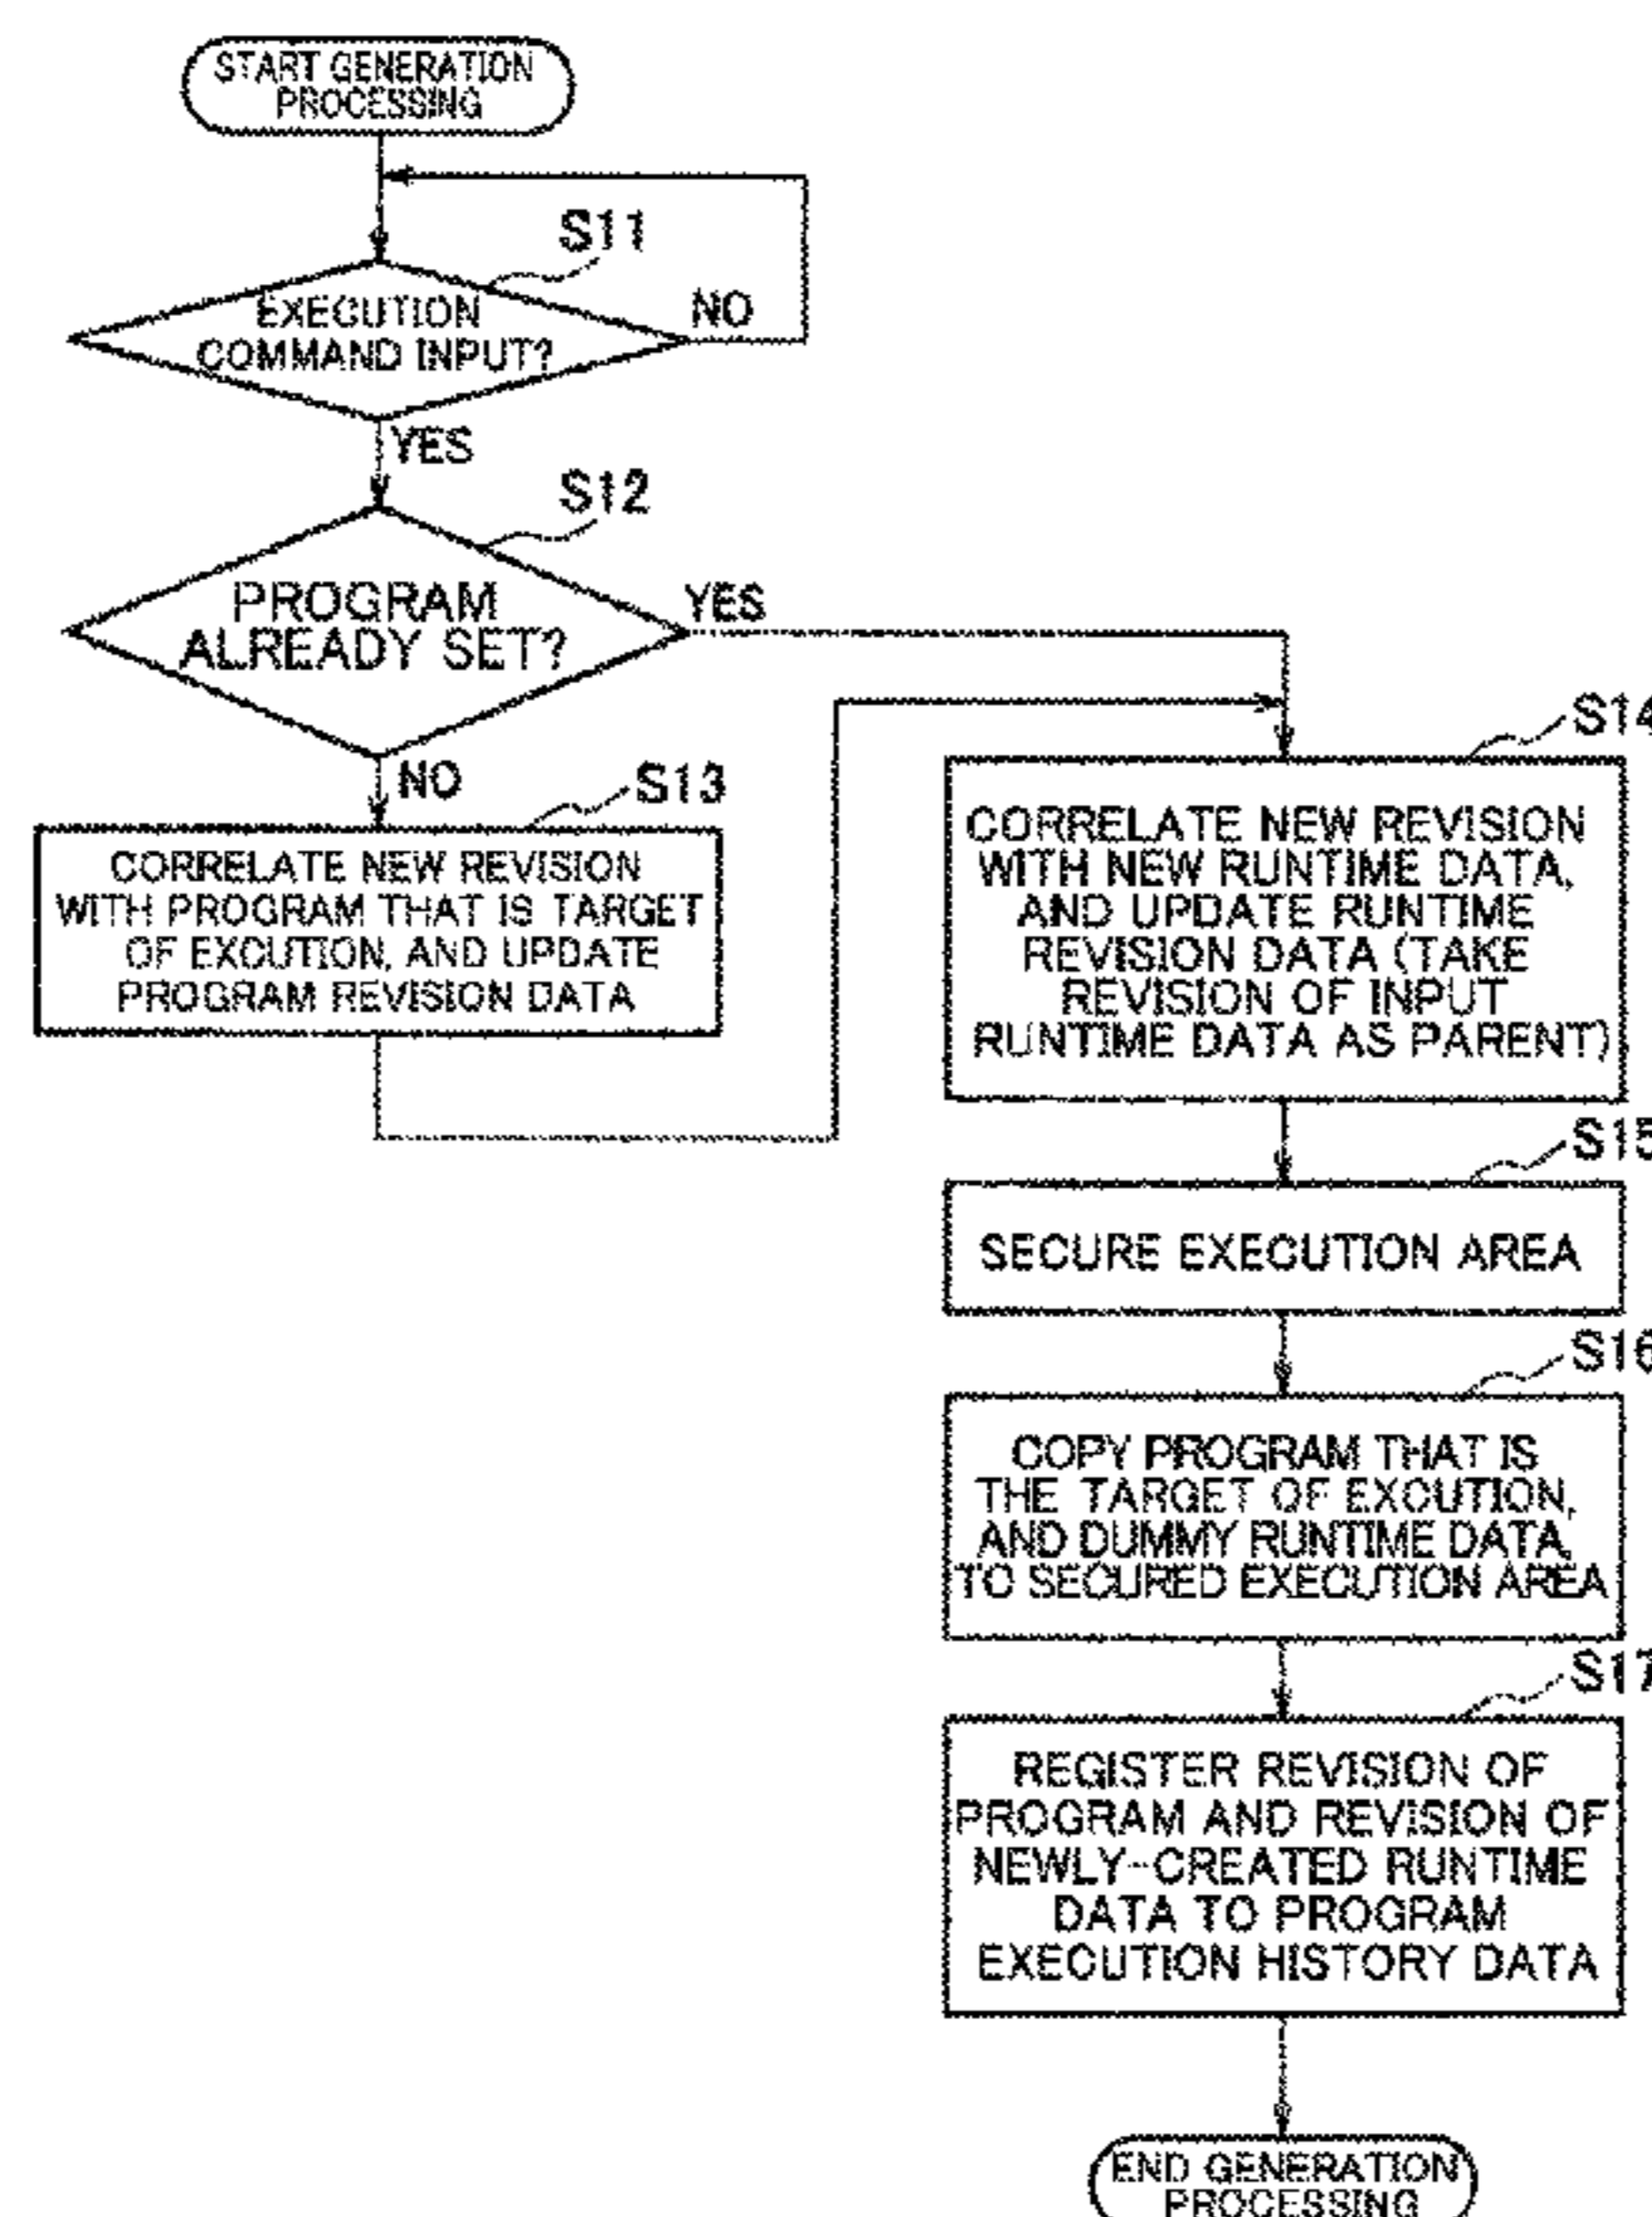 START GENERATION
PROCESSING
S11
EXECUTION
COMMAND INPUT?
NO
YES
S12
PROGRAM
ALREADY SET?
YES
NO
S13
CORRELATE NEW REVISION
WITH PROGRAM THAT IS TARGET
OF EXCUTION, AND UPDATE
PROGRAM REVISION DATA
S14
CORRELATE NEW REVISION
WITH NEW RUNTIME DATA,
AND UPDATE RUNTIME
REVISION DATA (TAKE
REVISION OF INPUT
RUNTIME DATA AS PARENT)
S15
SECURE EXECUTION AREA
S16
COPY PROGRAM THAT IS
THE TARGET OF EXCUTION,
AND DUMMY RUNTIME DATA,
TO SECURED EXECUTION AREA
S17
REGISTER REVISION OF
PROGRAM AND REVISION OF
NEWLY-CREATED RUNTIME
DATA TO PROGRAM
EXECUTION HISTORY DATA
END GENERATION
PROCESSING